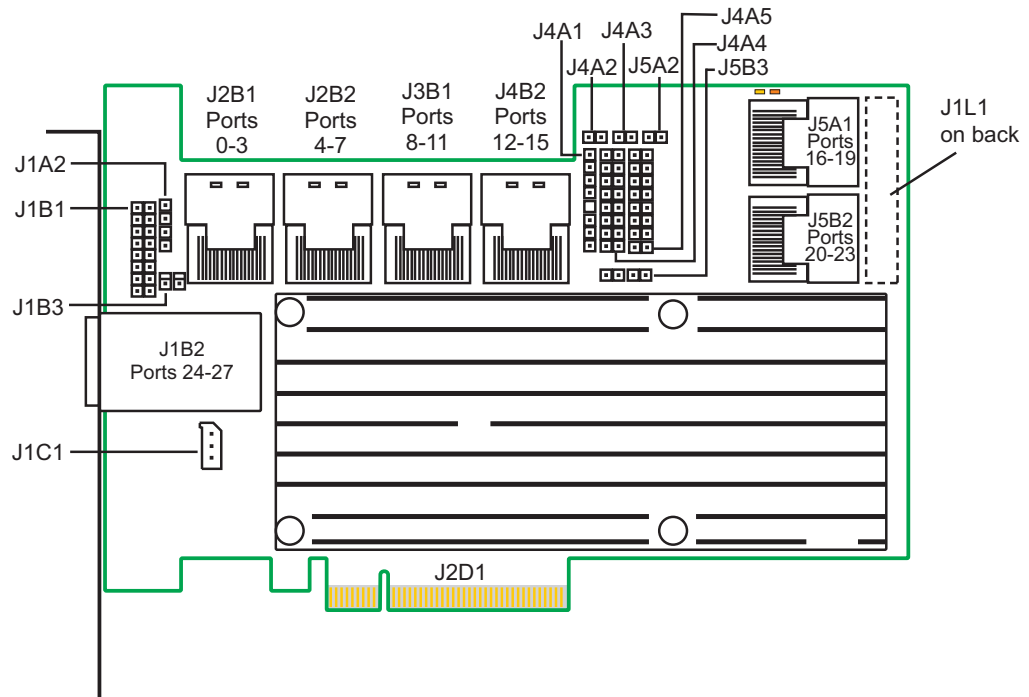 J4A5
J4A1
J4A3
J4A4
J4A2
J5A2
J5B3
J2B1
Ports
0-3
J2B2
Ports
4-7
J3B1
Ports
8-11
J4B2
Ports
12-15
J5A1
Ports
16-19
J1L1
on back
J1A2
J1B1
J5B2
Ports
20-23
J1B3
J1B2
Ports 24-27
J1C1
J2D1